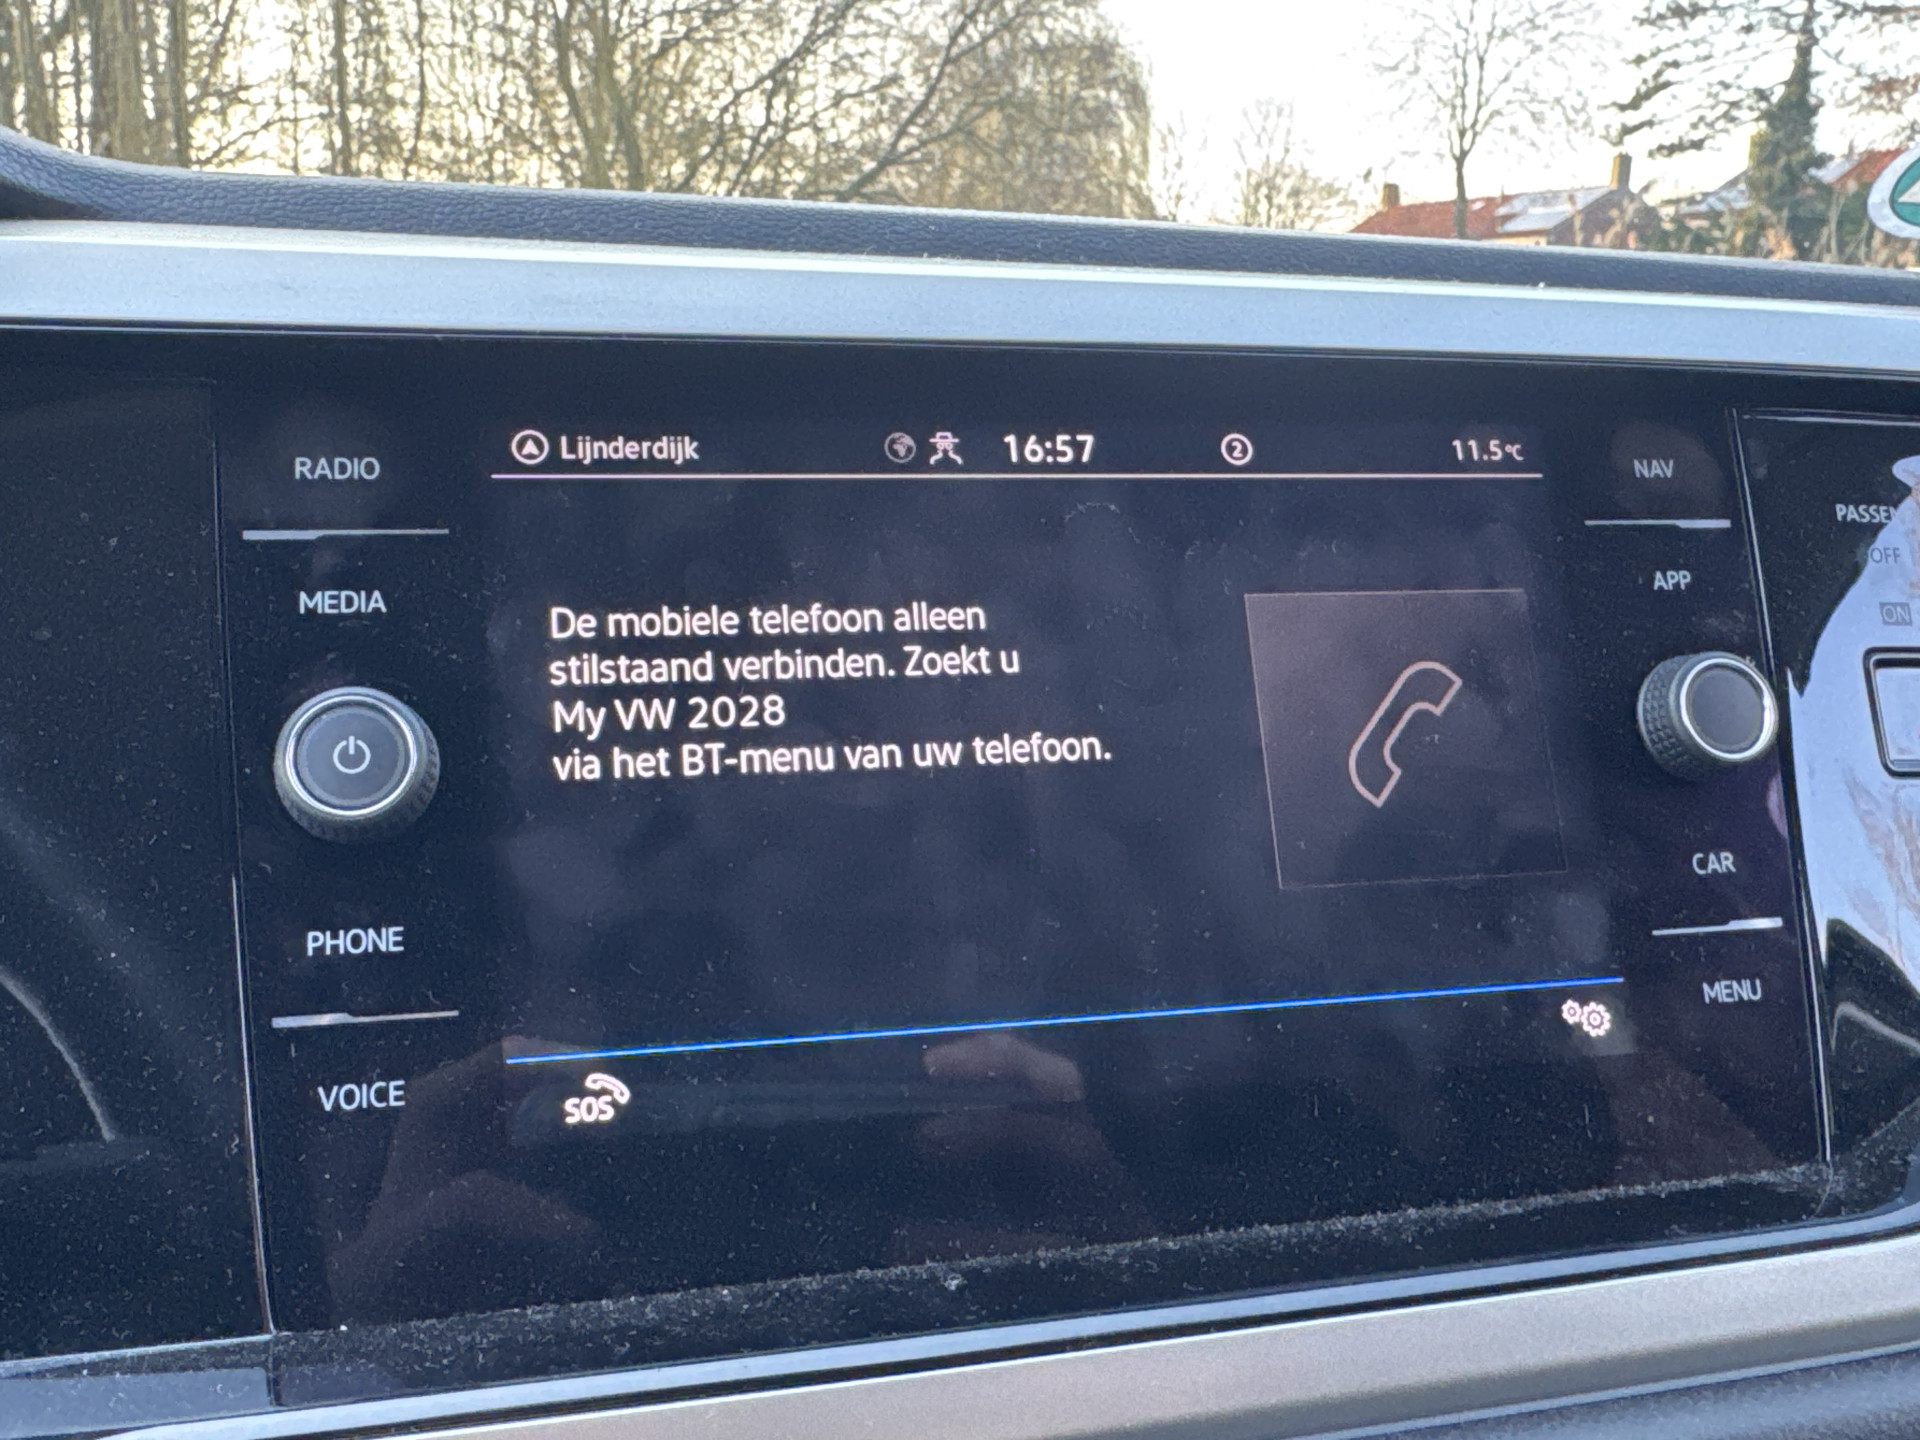 RADIO
MEDIA
PHONE
VOICE
Lijnderdijk
16:57
2
11.5°C
De mobiele telefoon alleen
stilstaand verbinden. Zoekt u
My VW 2028
via het BT-menu van uw telefoon.
SOS
NAV
APP
CAR
MENU
OFF
ON